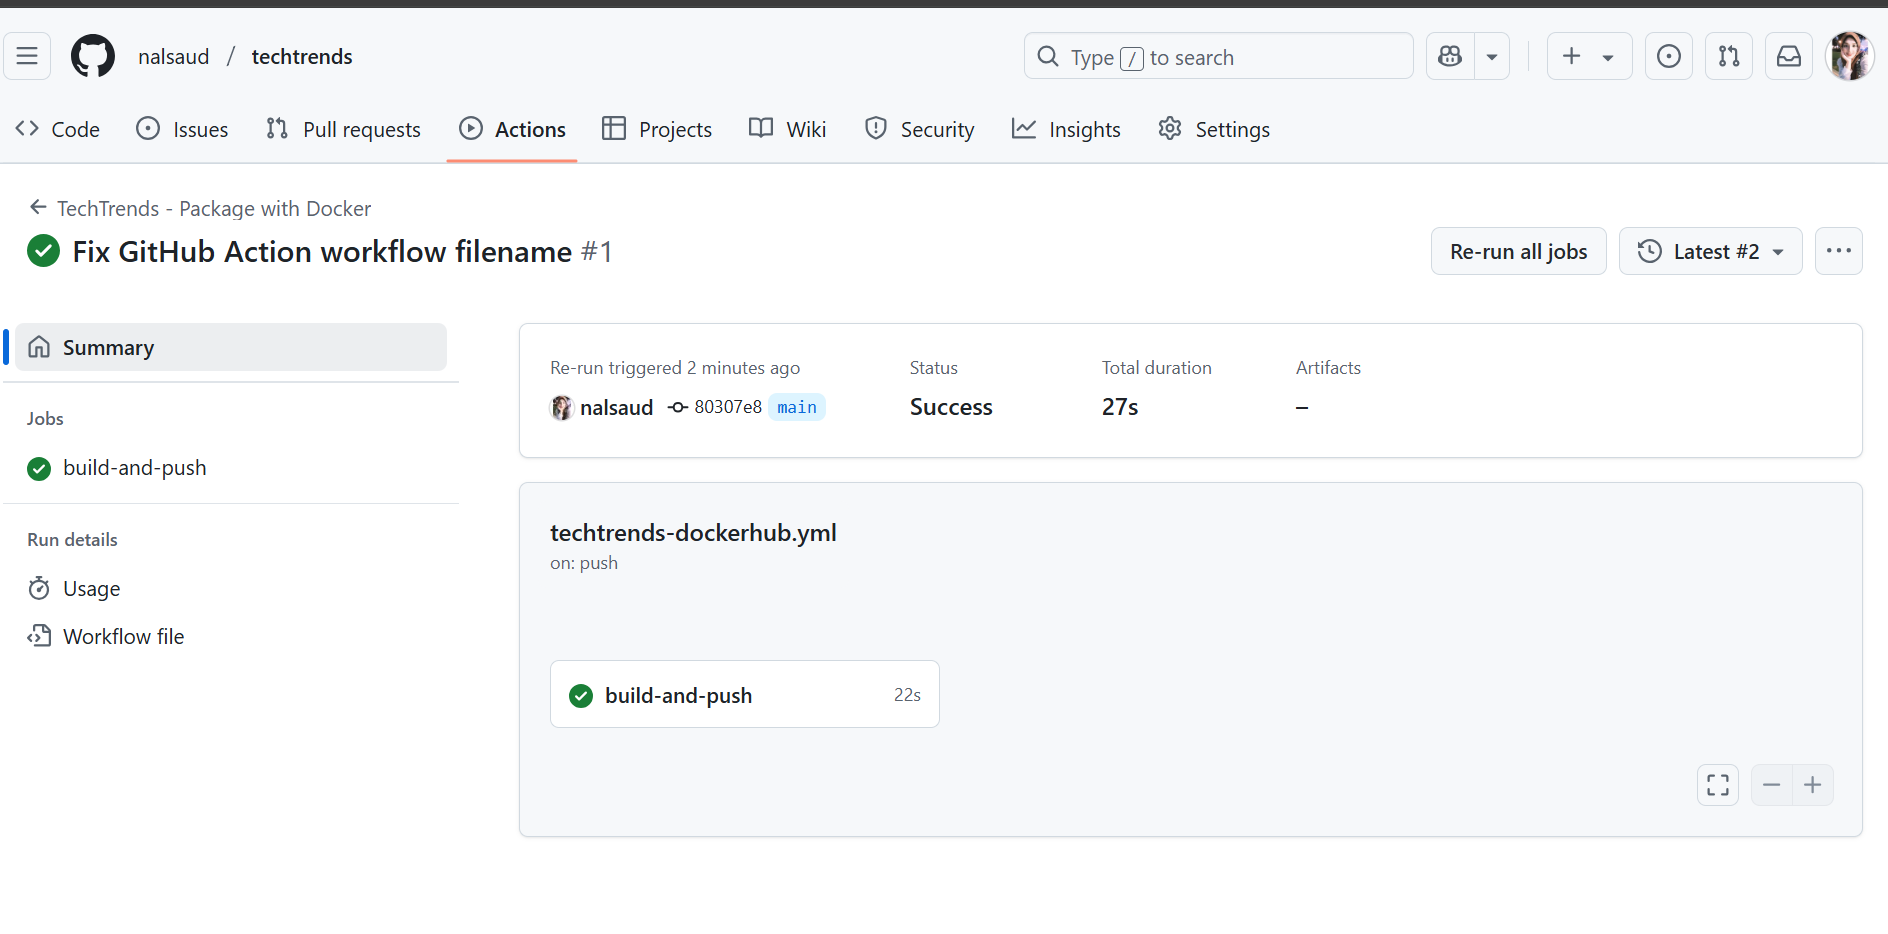 nalsaud / techtrends
Type / to search
Code Issues Pull requests Actions Projects Wiki Security Insights Settings
TechTrends - Package with Docker
Fix GitHub Action workflow filename #1
Re-run all jobs
Latest #2
Summary
Jobs
build-and-push
Run details
Usage
Workflow file
Re-run triggered 2 minutes ago
nalsaud 80307e8 main
Status
Success
Total duration
27s
Artifacts
–
techtrends-dockerhub.yml
on: push
build-and-push 22s